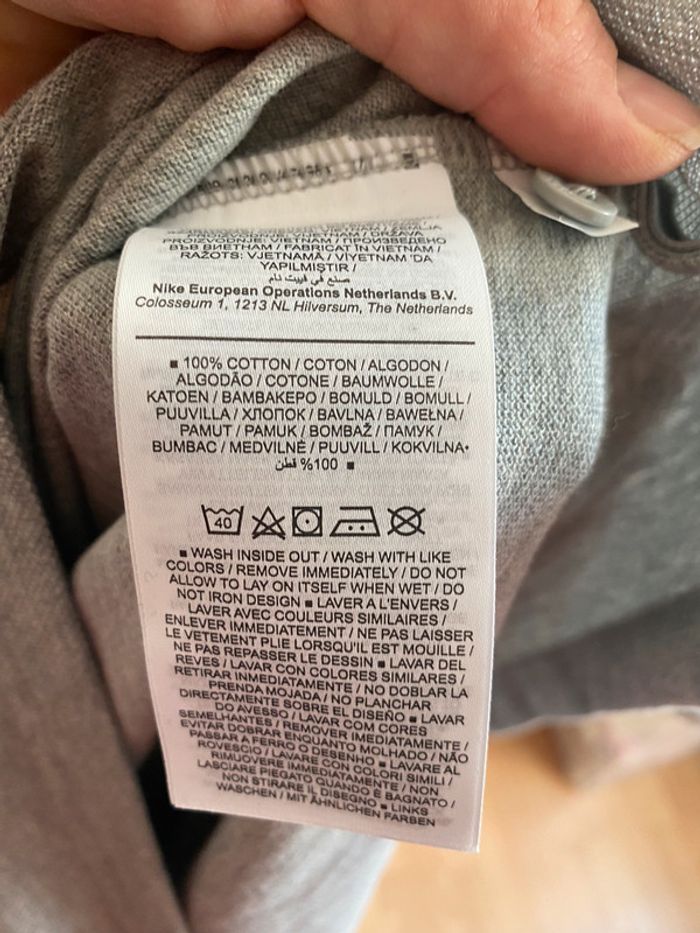 PROIZVODNJE: VIETNAM / ПРОИЗВЕДЕНО
ВЪВ ВИЕТНАМ / FABRICAT ÎN VIETNAM /
RAŽOTS: VJETNAMĀ / VİYETNAM 'DA
YAPILMIŞTIR /
صنع في فييت نام
Nike European Operations Netherlands B.V.
Colosseum 1, 1213 NL Hilversum, The Netherlands
■ 100% COTTON / COTON / ALGODON /
ALGODÃO / COTONE / BAUMWOLLE /
KATOEN / ΒΑΜΒΑΚΕΡΟ / BOMULD / BOMULL /
PUUVILLA / ХЛОПОК / BAVLNA / BAWEŁNA /
PAMUT / PAMUK / BOMBAŽ / ПАМУК /
BUMBAC / MEDVILNĖ / PUUVILL / KOKVILNA•
100% قطن ■
40
■ WASH INSIDE OUT / WASH WITH LIKE
COLORS / REMOVE IMMEDIATELY / DO NOT
ALLOW TO LAY ON ITSELF WHEN WET / DO
NOT IRON DESIGN ■ LAVER A L'ENVERS /
LAVER AVEC COULEURS SIMILAIRES /
ENLEVER IMMEDIATEMENT / NE PAS LAISSER
LE VETEMENT PLIE LORSQU'IL EST MOUILLE /
NE PAS REPASSER LE DESSIN ■ LAVAR DEL
REVES / LAVAR CON COLORES SIMILARES /
RETIRAR INMEDIATAMENTE / NO DOBLAR LA
PRENDA MOJADA / NO PLANCHAR
DIRECTAMENTE SOBRE EL DISEÑO ■ LAVAR
DO AVESSO / LAVAR COM CORES
SEMELHANTES / REMOVER IMEDIATAMENTE /
EVITAR DOBRAR ENQUANTO MOLHADO / NÃO
PASSAR A FERRO O DESENHO ■ LAVARE AL
ROVESCIO / LAVARE CON COLORI SIMILI /
RIMUOVERE IMMEDIATAMENTE / NON
LASCIARE PIEGATO QUANDO È BAGNATO /
NON STIRARE IL DISEGNO ■ LINKS
WASCHEN / MIT ÄHNLICHEN FARBEN